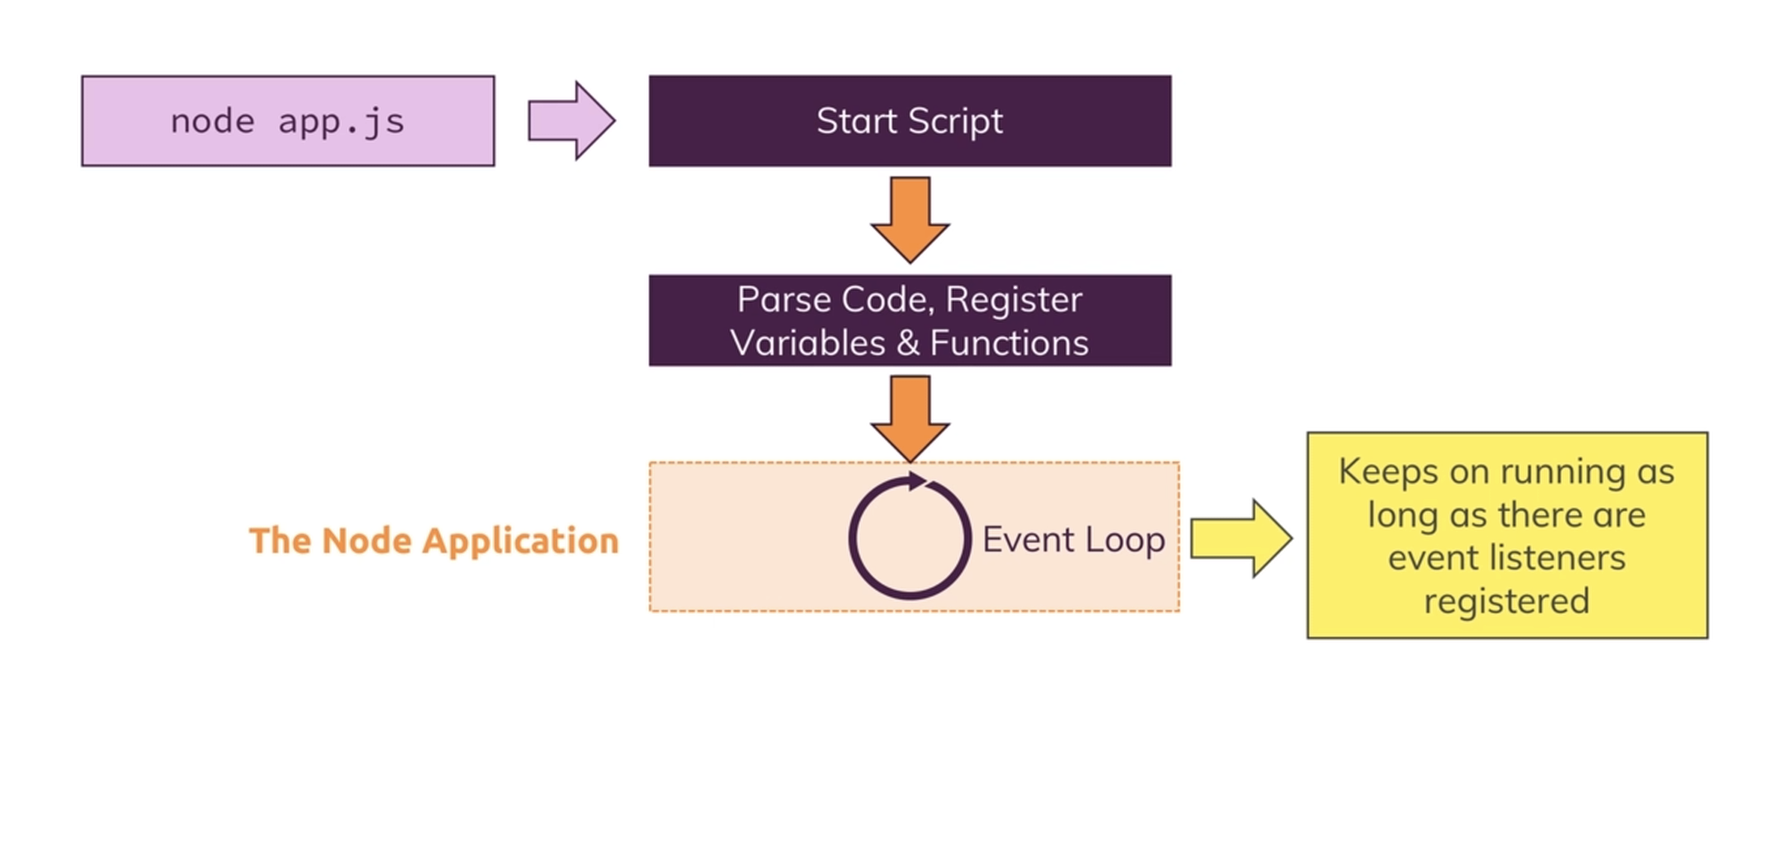 node app.js
Start Script
Parse Code, Register
Variables & Functions
The Node Application
Event Loop
Keeps on running as
long as there are
event listeners
registered